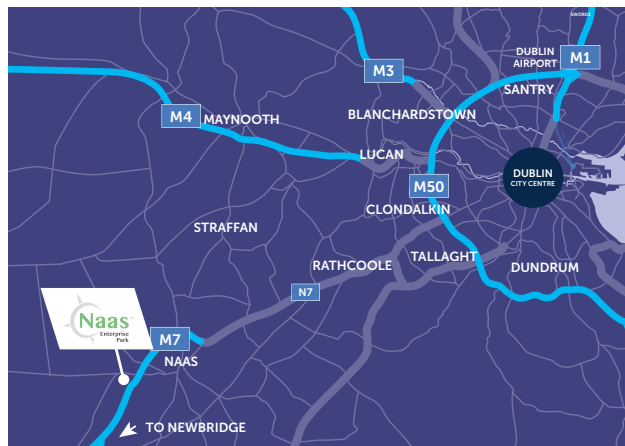 SWORDS
DUBLIN
AIRPORT
M1
M3
SANTRY
BLANCHARDSTOWN
M4
MAYNOOTH
LUCAN
DUBLIN
CITY CENTRE
M50
CLONDALKIN
STRAFFAN
TALLAGHT
RATHCOOLE
DUNDRUM
N7
Naas
Enterprise
Park
M7
NAAS
TO NEWBRIDGE